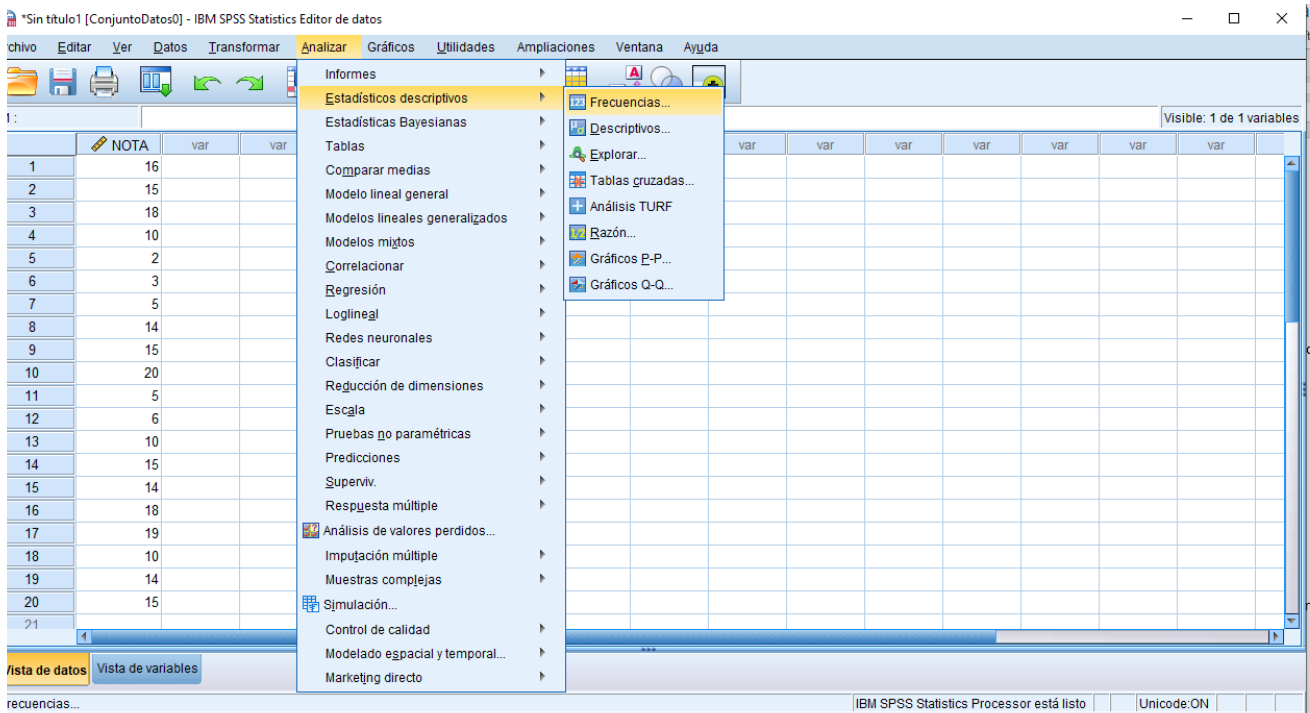 *Sin título1 [ConjuntoDatos0] - IBM SPSS Statistics Editor de datos
chivo Editar Ver Datos Transformar Analizar Gráficos Utilidades Ampliaciones Ventana Ayuda
1 :
Visible: 1 de 1 variables
NOTA var var var var var var var var var
1 16
2 15
3 18
4 10
5 2
6 3
7 5
8 14
9 15
10 20
11 5
12 6
13 10
14 15
15 14
16 18
17 19
18 10
19 14
20 15
21
Informes
Estadísticos descriptivos
Estadísticas Bayesianas
Tablas
Comparar medias
Modelo lineal general
Modelos lineales generalizados
Modelos mixtos
Correlacionar
Regresión
Loglineal
Redes neuronales
Clasificar
Reducción de dimensiones
Escala
Pruebas no paramétricas
Predicciones
Superviv.
Respuesta múltiple
Análisis de valores perdidos...
Imputación múltiple
Muestras complejas
Simulación...
Control de calidad
Modelado espacial y temporal...
Marketing directo
Frecuencias...
Descriptivos...
Explorar...
Tablas cruzadas...
Análisis TURF
Razón...
Gráficos P-P...
Gráficos Q-Q...
Vista de datos Vista de variables
recuencias...
IBM SPSS Statistics Processor está listo Unicode:ON